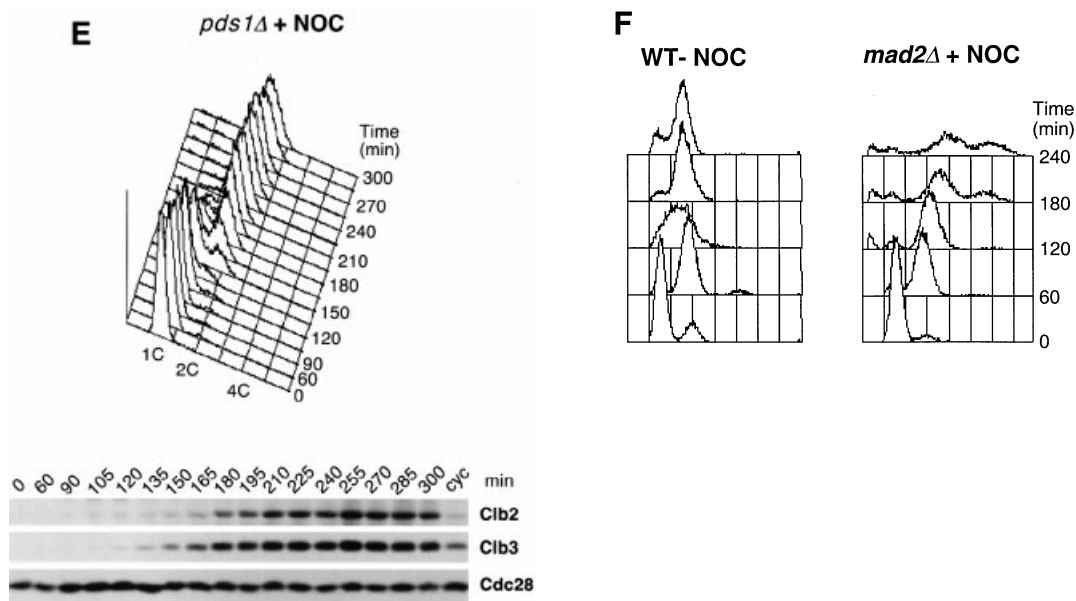 E
pds1Δ + NOC
Time
(min)
300
270
240
210
180
150
120
90
60
0
1C
2C
4C
0 60 90 105 120 135 150 165 180 195 210 225 240 255 270 285 300 cyc min
Clb2
Clb3
Cdc28
F
WT- NOC
mad2Δ + NOC
Time
(min)
240
180
120
60
0